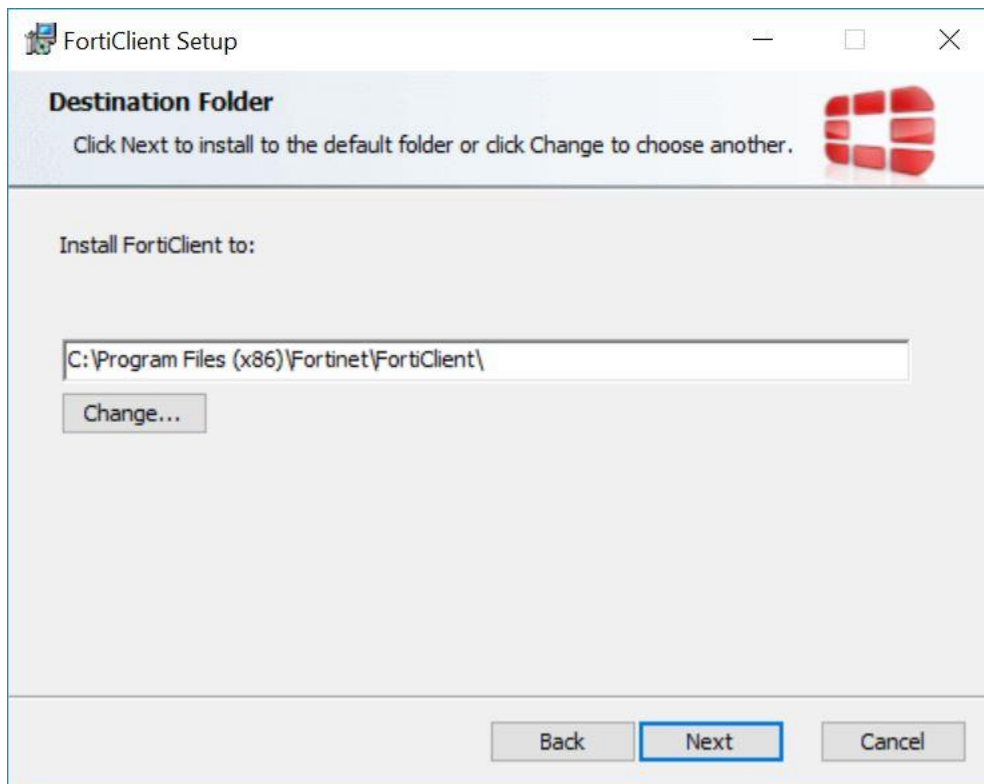 FortiClient Setup
Destination Folder
Click Next to install to the default folder or click Change to choose another.
Install FortiClient to:
C:\Program Files (x86)\Fortinet\FortiClient\
Change...
Back Next Cancel